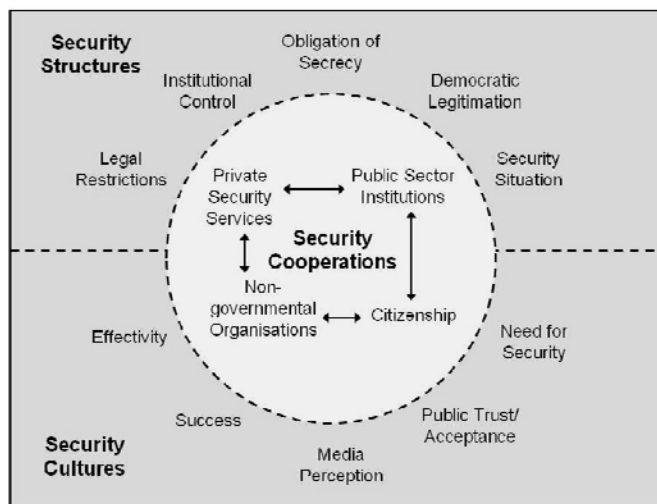 Security
Structures
Obligation of
Secrecy
Institutional
Control
Democratic
Legitimation
Legal
Restrictions
Security
Situation
Private
Security
Services
Public Sector
Institutions
Security
Cooperations
Non-
governmental
Organisations
Citizenship
Effectivity
Need for
Security
Success
Public Trust/
Acceptance
Security
Cultures
Media
Perception